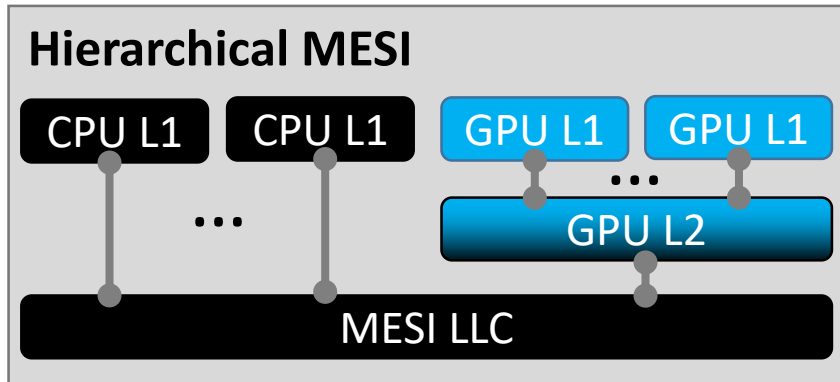 Hierarchical MESI
CPU L1 CPU L1 GPU L1 GPU L1
... ...
GPU L2
MESI LLC